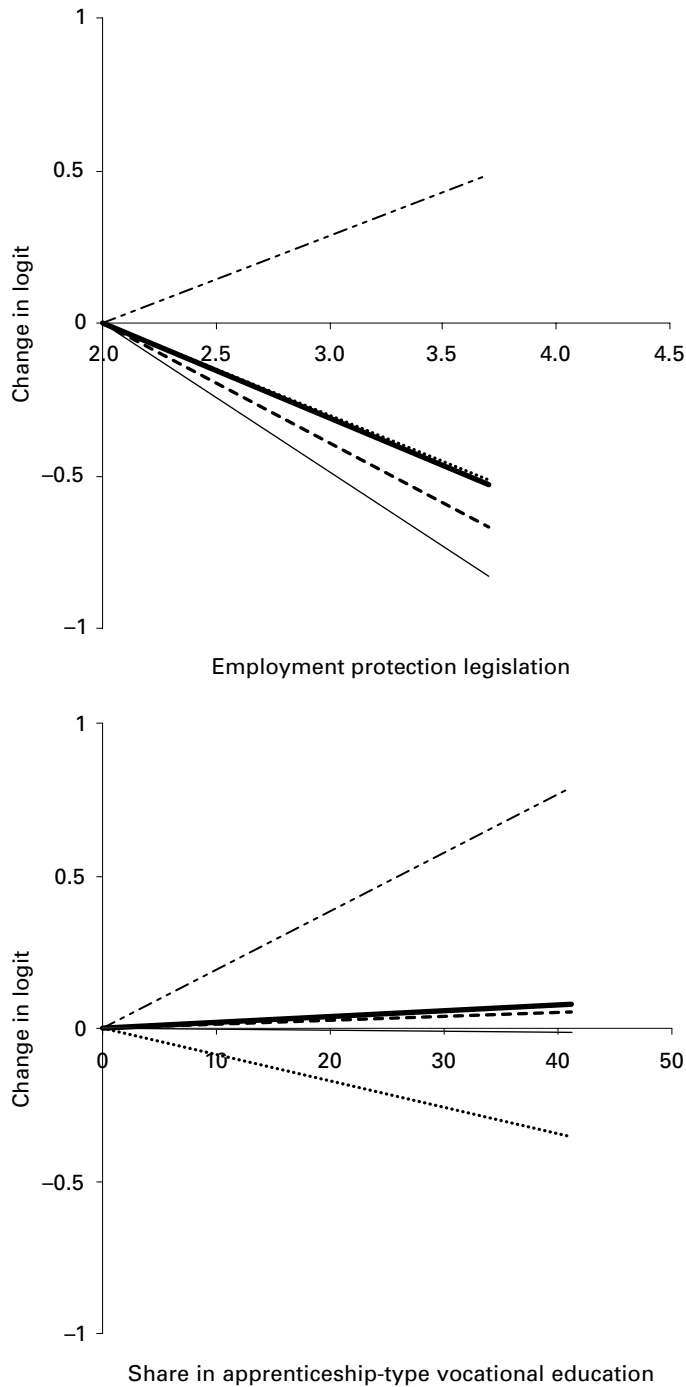 1
0.5
Change in logit
0
2.0 2.5 3.0 3.5 4.0 4.5
–0.5
–1
Employment protection legislation
1
0.5
Change in logit
0
0 10 20 30 40 50
–0.5
–1
Share in apprenticeship-type vocational education